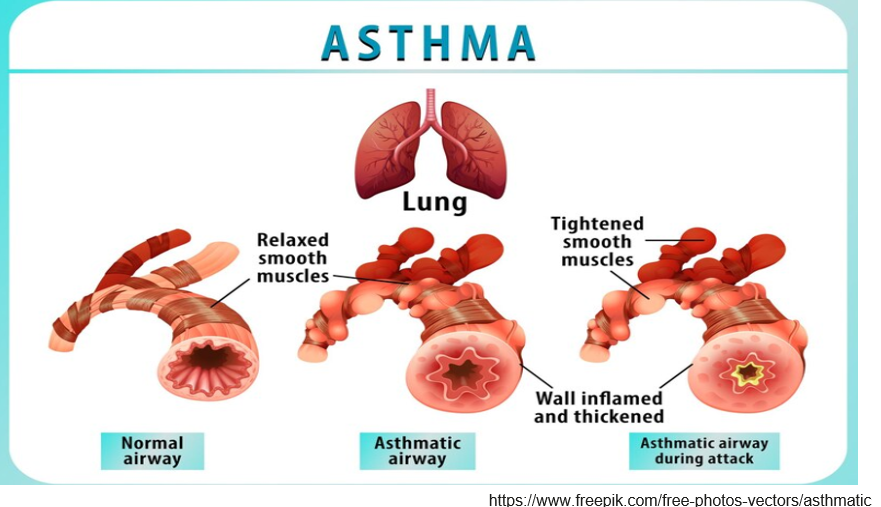 ASTHMA
Lung
Relaxed
smooth
muscles
Tightened
smooth
muscles
Wall inflamed
and thickened
Normal
airway
Asthmatic
airway
Asthmatic airway
during attack
https://www.freepik.com/free-photos-vectors/asthmatic